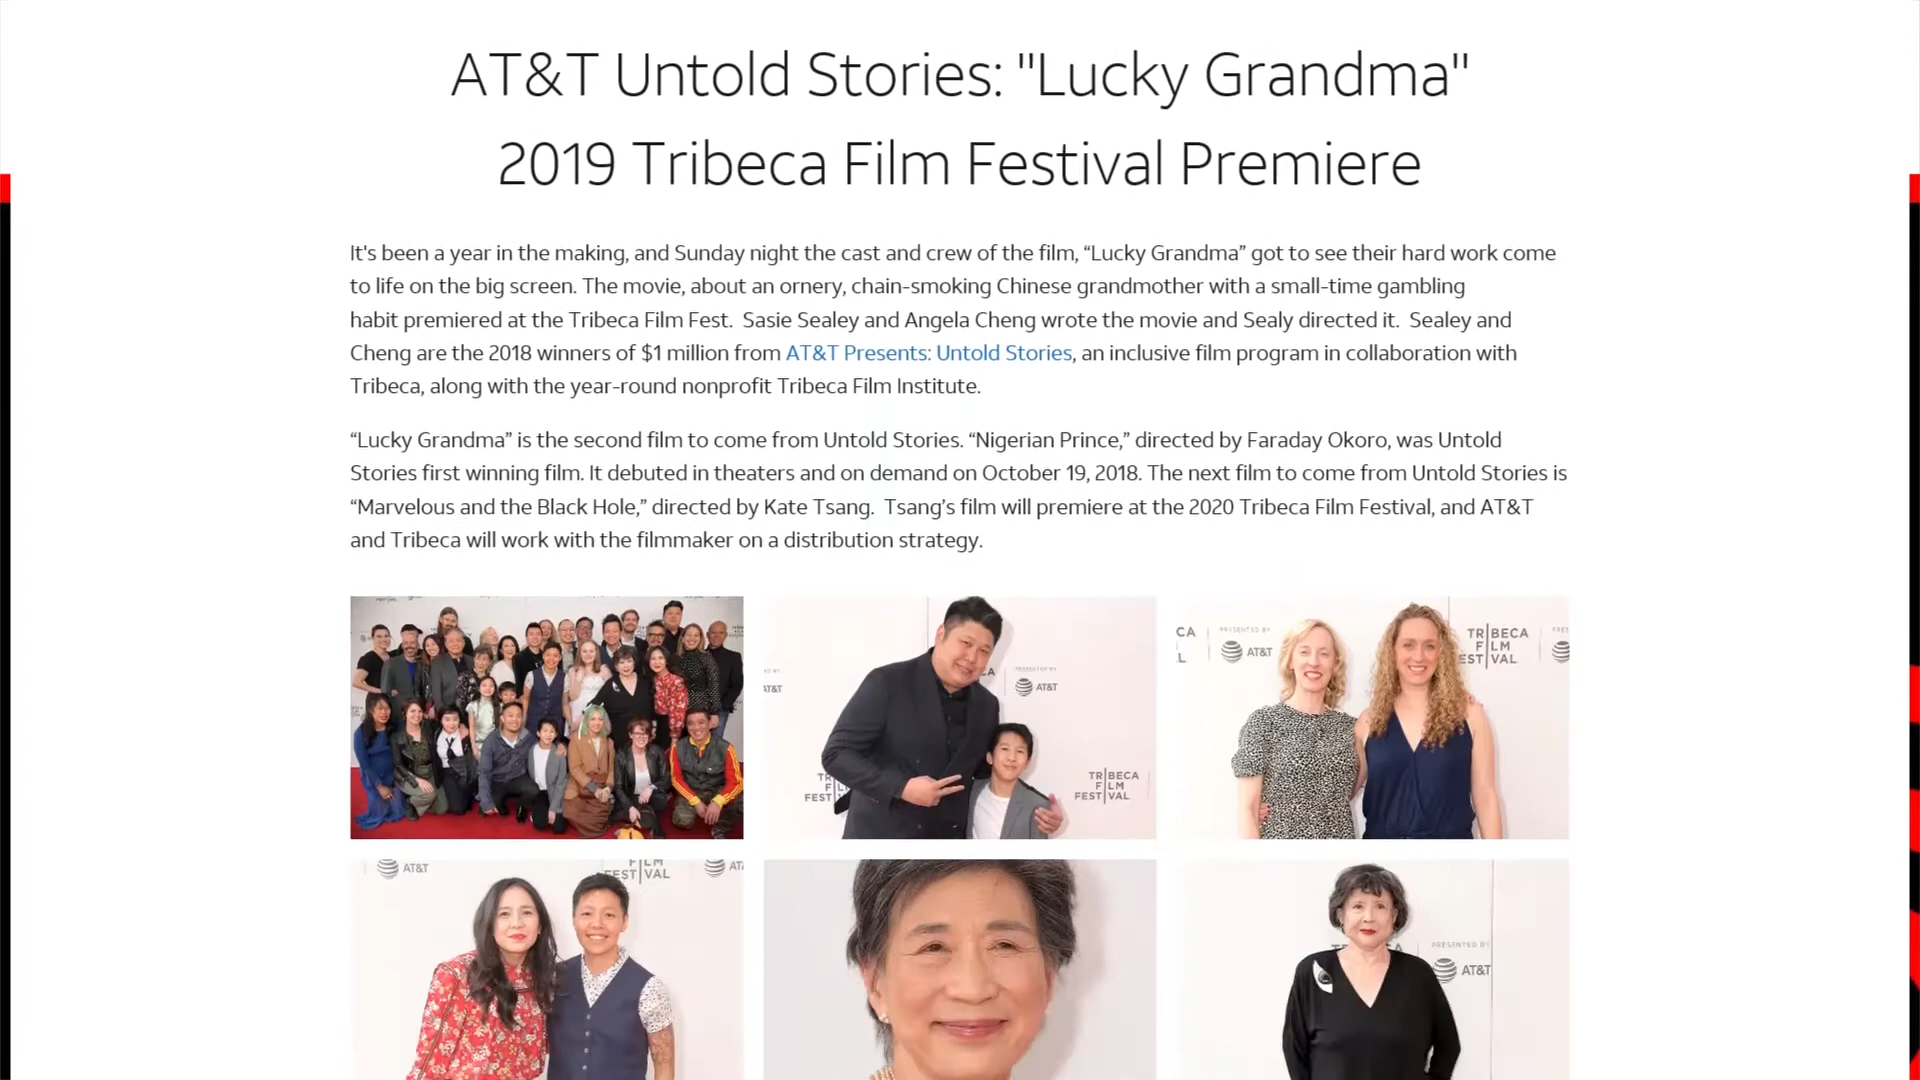 AT&T Untold Stories: "Lucky Grandma"
2019 Tribeca Film Festival Premiere
It's been a year in the making, and Sunday night the cast and crew of the film, “Lucky Grandma” got to see their hard work come
to life on the big screen. The movie, about an ornery, chain-smoking Chinese grandmother with a small-time gambling
habit premiered at the Tribeca Film Fest.  Sasie Sealey and Angela Cheng wrote the movie and Sealy directed it.  Sealey and
Cheng are the 2018 winners of $1 million from AT&T Presents: Untold Stories, an inclusive film program in collaboration with
Tribeca, along with the year-round nonprofit Tribeca Film Institute.
“Lucky Grandma” is the second film to come from Untold Stories. “Nigerian Prince,” directed by Faraday Okoro, was Untold
Stories first winning film. It debuted in theaters and on demand on October 19, 2018. The next film to come from Untold Stories is
“Marvelous and the Black Hole,” directed by Kate Tsang.  Tsang’s film will premiere at the 2020 Tribeca Film Festival, and AT&T
and Tribeca will work with the filmmaker on a distribution strategy.
PRESENTED BY
AT&T
TRIBECA
FILM
FESTIVAL
PRESENTED BY
AT&T
TRIBECA
FILM
FESTIVAL
AT&T
FILM
FESTIVAL
PRESENTED BY
AT&T